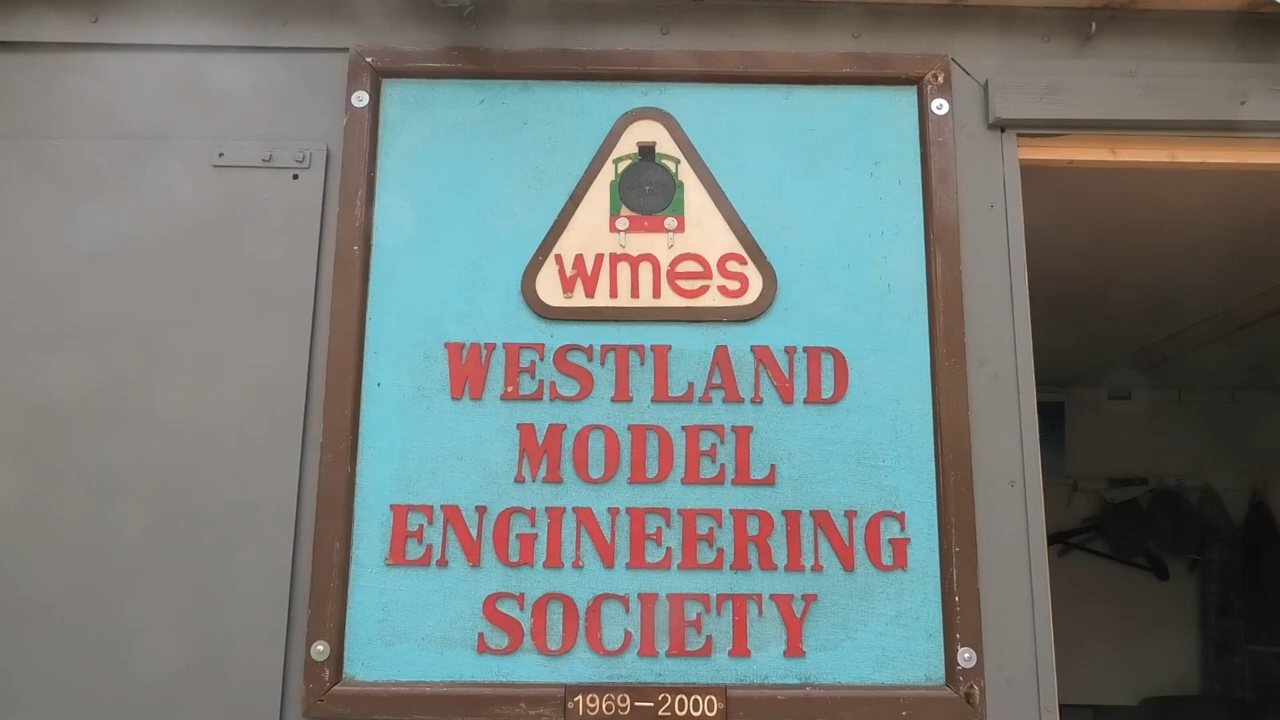 wmes
WESTLAND
MODEL
ENGINEERING
SOCIETY
1969-2000